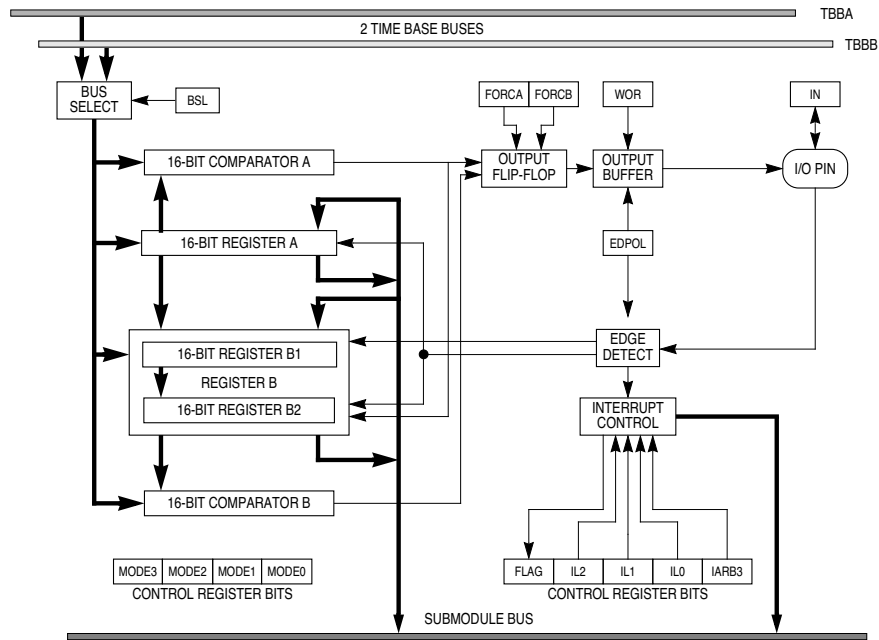 TBBA
2 TIME BASE BUSES
TBBB
BUS
SELECT
BSL
FORCA FORCB
WOR
IN
16-BIT COMPARATOR A
OUTPUT
FLIP-FLOP
OUTPUT
BUFFER
I/O PIN
16-BIT REGISTER A
EDPOL
16-BIT REGISTER B1
REGISTER B
16-BIT REGISTER B2
EDGE
DETECT
INTERRUPT
CONTROL
16-BIT COMPARATOR B
MODE3 MODE2 MODE1 MODE0
CONTROL REGISTER BITS
FLAG IL2 IL1 IL0 IARB3
CONTROL REGISTER BITS
SUBMODULE BUS